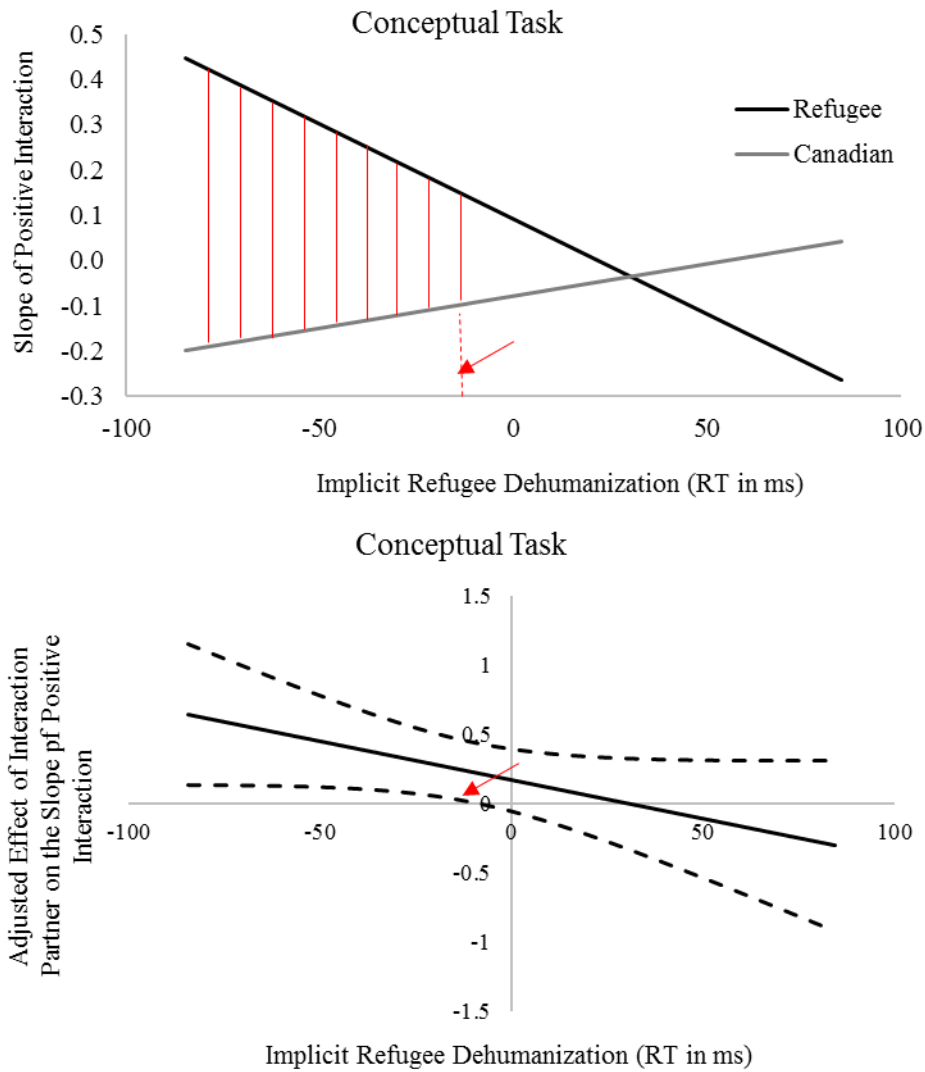 Conceptual Task
Slope of Positive Interaction
0.5
0.4
0.3
0.2
0.1
0.0
-0.1
-0.2
-0.3
Refugee
Canadian
-100 -50 0 50 100
Implicit Refugee Dehumanization (RT in ms)
Conceptual Task
Adjusted Effect of Interaction
Partner on the Slope pf Positive
Interaction
1.5
1
0.5
0
-0.5
-1
-1.5
-100 -50 0 50 100
Implicit Refugee Dehumanization (RT in ms)